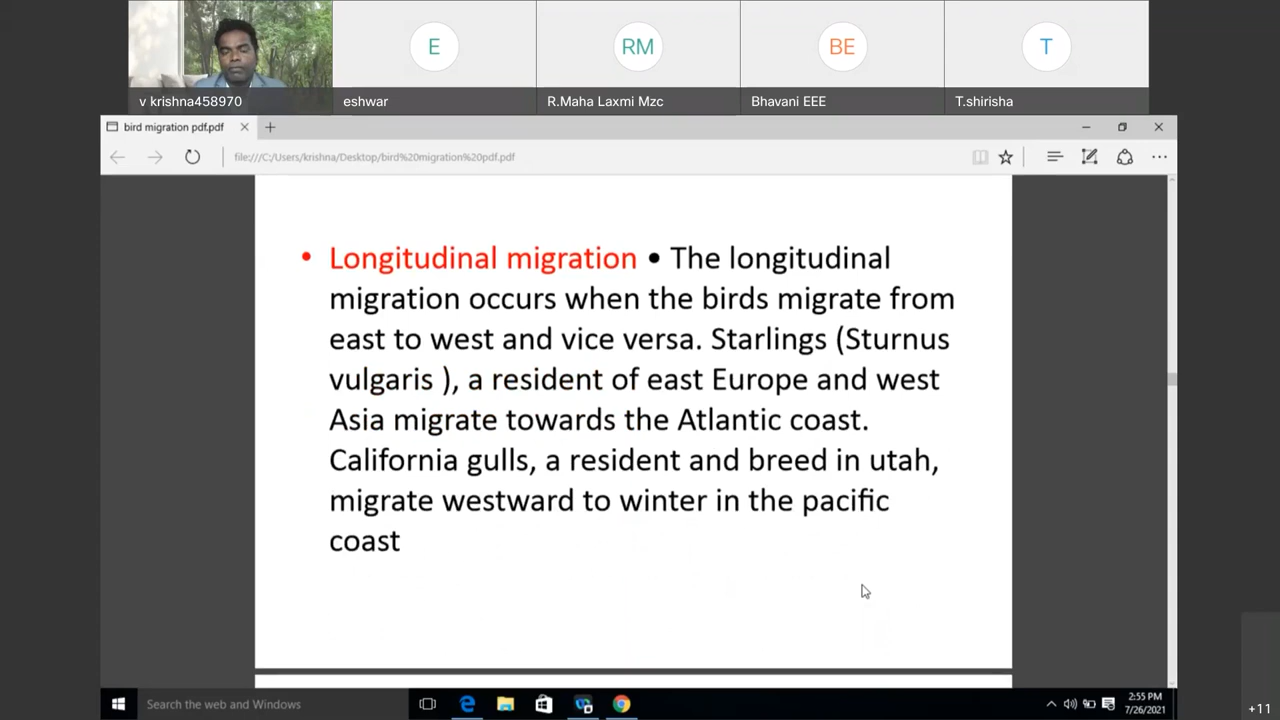 E
RM
BE
T
v krishna458970
eshwar
R.Maha Laxmi Mzc
Bhavani EEE
T.shirisha
bird migration pdf.pdf
file:///C:/Users/krishna/Desktop/bird%20migration%20pdf.pdf
• Longitudinal migration • The longitudinal
migration occurs when the birds migrate from
east to west and vice versa. Starlings (Sturnus
vulgaris ), a resident of east Europe and west
Asia migrate towards the Atlantic coast.
California gulls, a resident and breed in utah,
migrate westward to winter in the pacific
coast
Search the web and Windows
2:55 PM
7/26/2021
+11